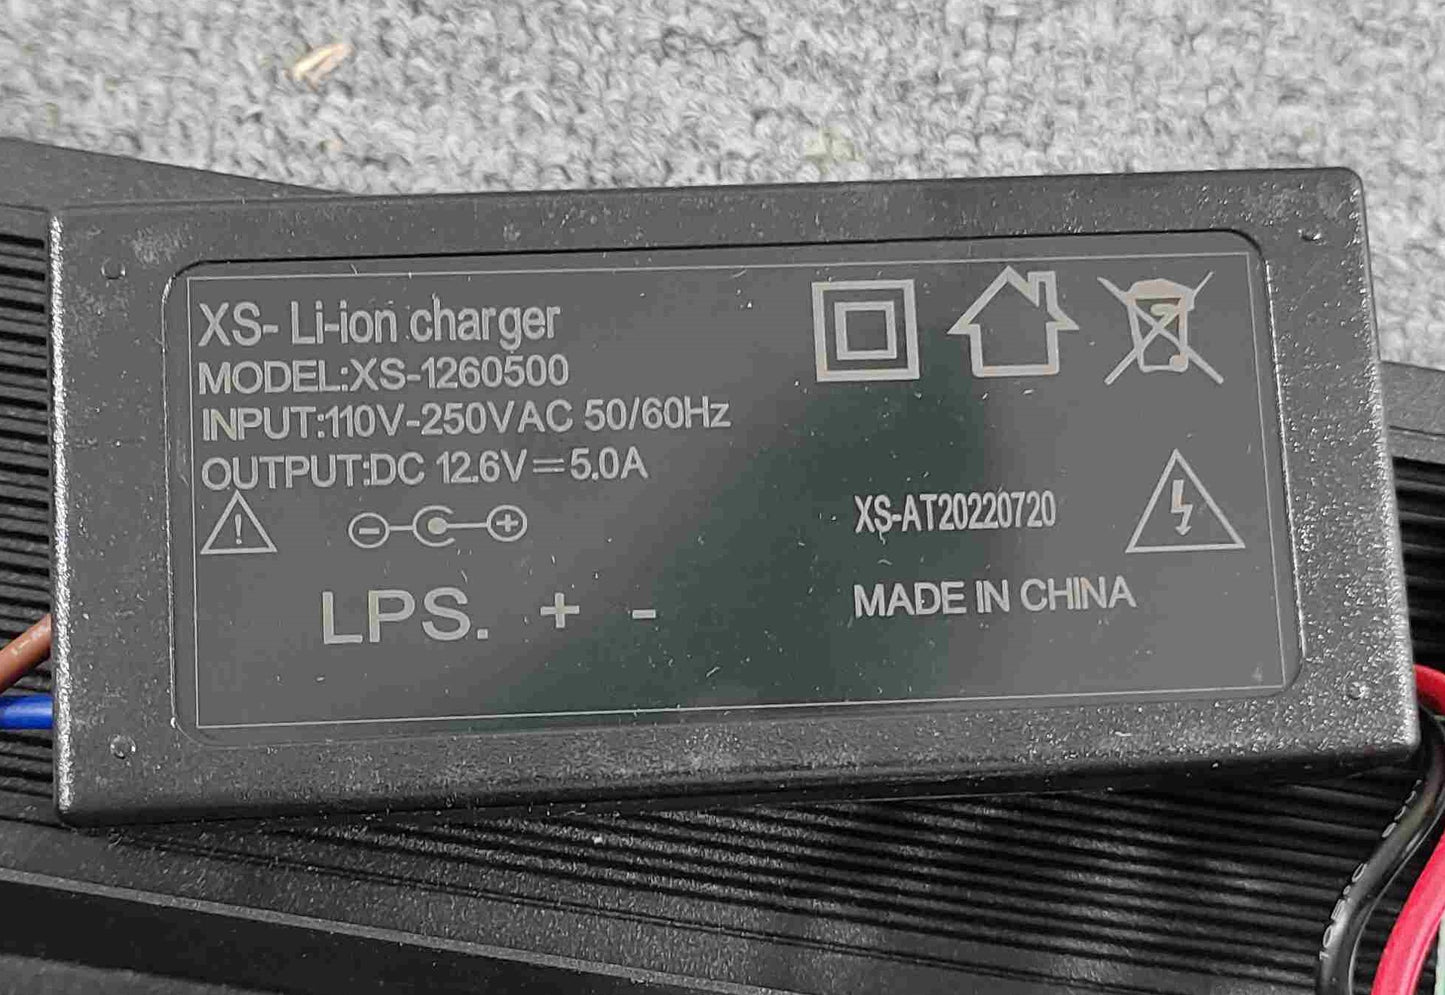 XS- Li-ion charger
MODEL:XS-1260500
INPUT:110V-250VAC 50/60Hz
OUTPUT:DC 12.6V⎓5.0A
LPS. + -
XS-AT20220720
MADE IN CHINA